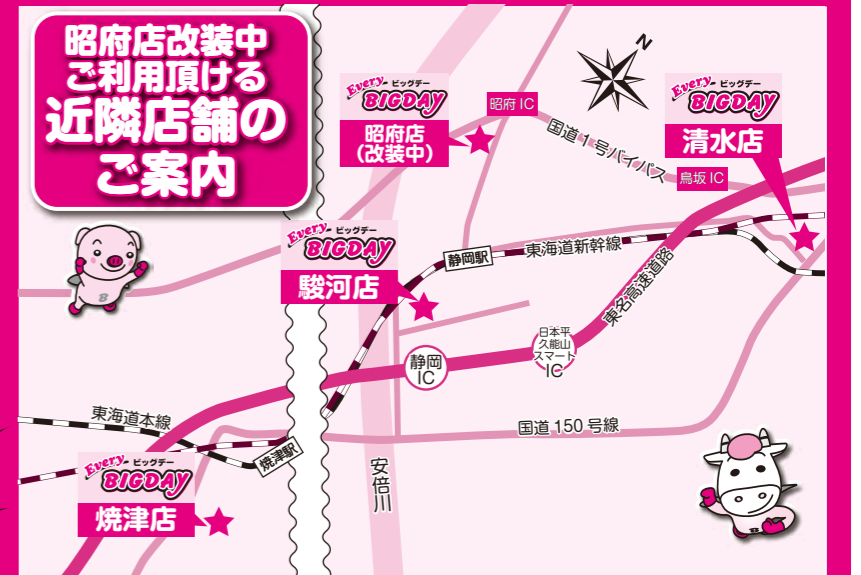 昭府店改装中
ご利用頂ける
近隣店舗の
ご案内
N
Every ビッグデー
BIGDAY
昭府店
(改装中)
昭府 IC
国道1号バイパス
Every ビッグデー
BIGDAY
清水店
鳥坂 IC
Every ビッグデー
BIGDAY
駿河店
静岡駅
東海道新幹線
東名高速道路
静岡
IC
日本平
久能山
スマート
IC
東海道本線
焼津駅
国道150号線
安倍川
Every ビッグデー
BIGDAY
焼津店
B